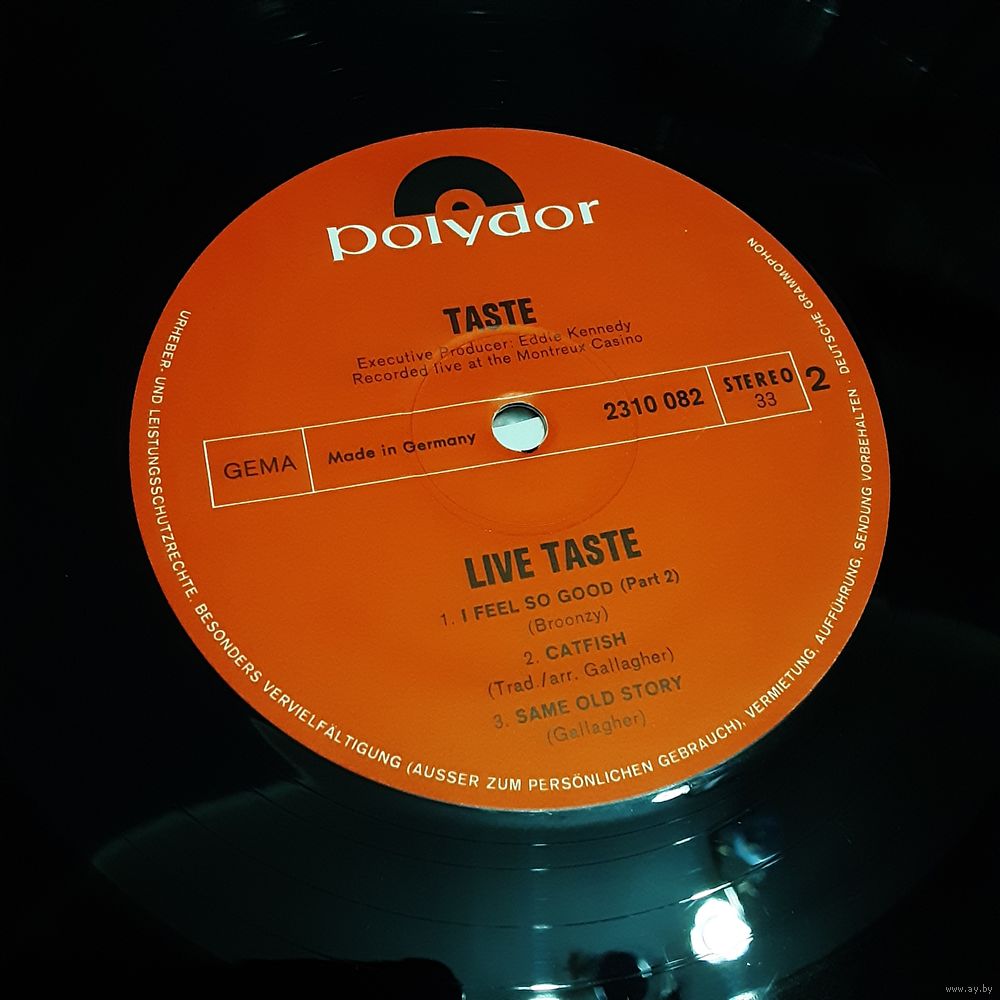 polydor
TASTE
Executive Producer: Eddie Kennedy
Recorded live at the Montreux Casino
GEMA
Made in Germany
2310 082
STEREO
33
2
LIVE TASTE
1. I FEEL SO GOOD (Part 2)
(Broonzy)
2. CATFISH
(Trad./arr. Gallagher)
3. SAME OLD STORY
(Gallagher)
URHEBER- UND LEISTUNGSSCHUTZRECHTE, BESONDERS VERVIELFÄLTIGUNG (AUSSER ZUM PERSÖNLICHEN GEBRAUCH), VERMIETUNG, AUFFÜHRUNG, SENDUNG VORBEHALTEN · DEUTSCHE GRAMMOPHON
www.ay.by